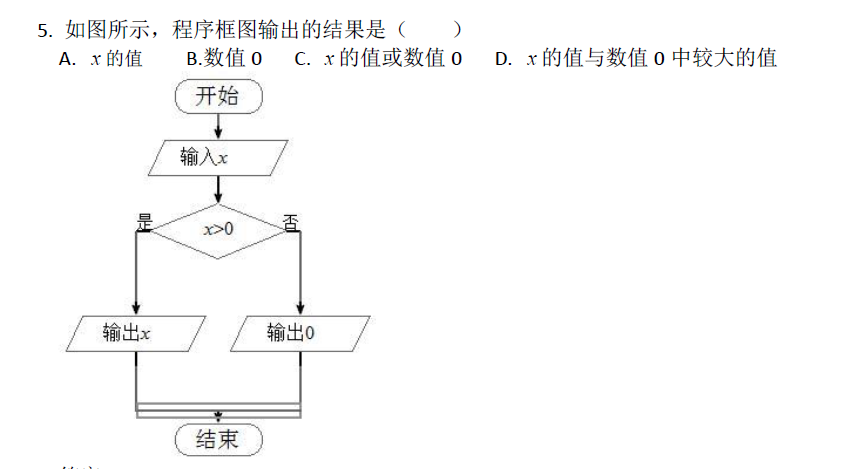 5. 如图所示，程序框图输出的结果是（　　）
A. x 的值　　B.数值 0　　C. x 的值或数值 0　　D. x 的值与数值 0 中较大的值
开始
输入x
是
x>0
否
输出x
输出0
结束